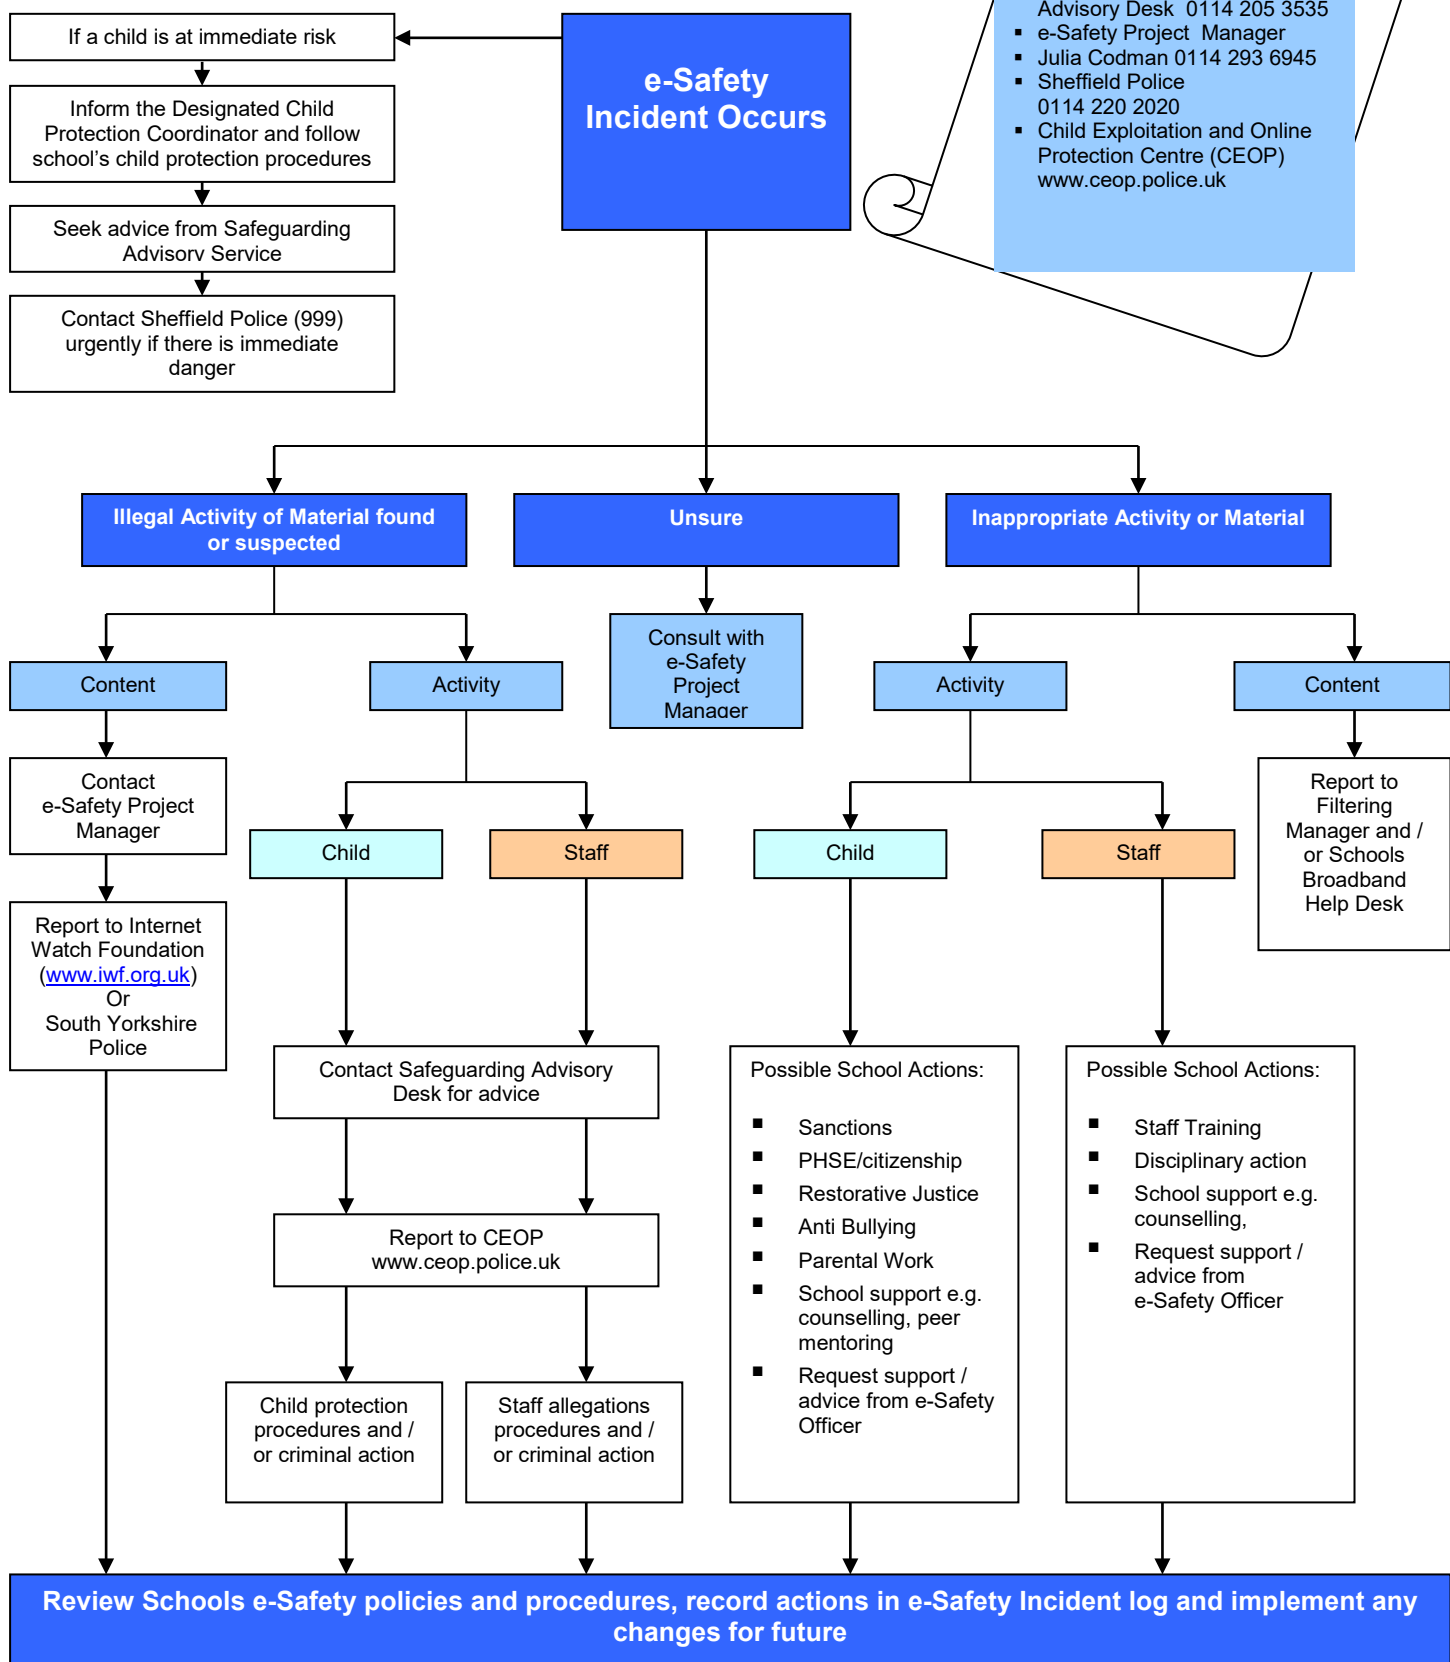 If a child is at immediate risk
Inform the Designated Child
Protection Coordinator and follow
school's child protection procedures
Seek advice from Safeguarding
Advisory Service
Contact Sheffield Police (999)
urgently if there is immediate
danger
e-Safety
Incident Occurs
Advisory Desk 0114 205 3535
▪ e-Safety Project Manager
▪ Julia Codman 0114 293 6945
▪ Sheffield Police
0114 220 2020
▪ Child Exploitation and Online
Protection Centre (CEOP)
www.ceop.police.uk
Illegal Activity of Material found
or suspected
Unsure
Inappropriate Activity or Material
Content
Activity
Consult with
e-Safety
Project
Manager
Activity
Content
Contact
e-Safety Project
Manager
Child
Staff
Child
Staff
Report to
Filtering
Manager and /
or Schools
Broadband
Help Desk
Report to Internet
Watch Foundation
(www.iwf.org.uk)
Or
South Yorkshire
Police
Contact Safeguarding Advisory
Desk for advice
Report to CEOP
www.ceop.police.uk
Child protection
procedures and /
or criminal action
Staff allegations
procedures and /
or criminal action
Possible School Actions:
▪ Sanctions
▪ PHSE/citizenship
▪ Restorative Justice
▪ Anti Bullying
▪ Parental Work
▪ School support e.g.
counselling, peer
mentoring
▪ Request support /
advice from e-Safety
Officer
Possible School Actions:
▪ Staff Training
▪ Disciplinary action
▪ School support e.g.
counselling,
▪ Request support /
advice from
e-Safety Officer
Review Schools e-Safety policies and procedures, record actions in e-Safety Incident log and implement any
changes for future